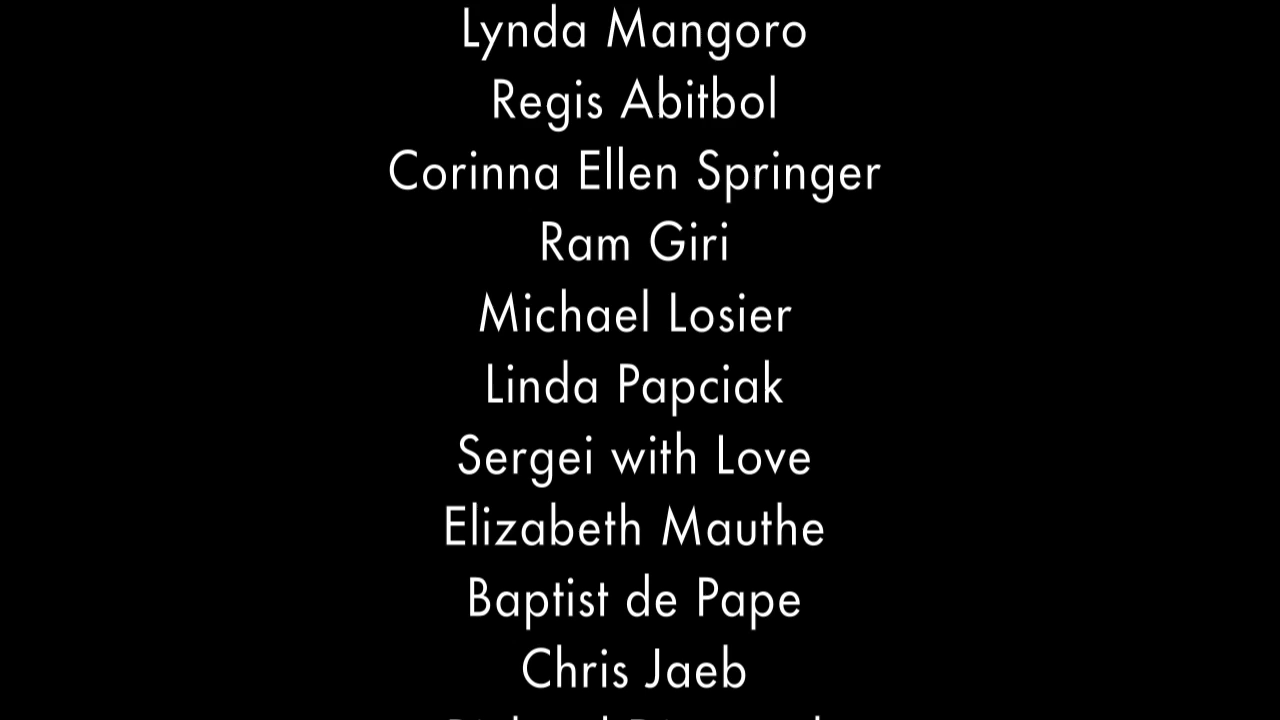 Lynda Mangoro
Regis Abitbol
Corinna Ellen Springer
Ram Giri
Michael Losier
Linda Papciak
Sergei with Love
Elizabeth Mauthe
Baptist de Pape
Chris Jaeb